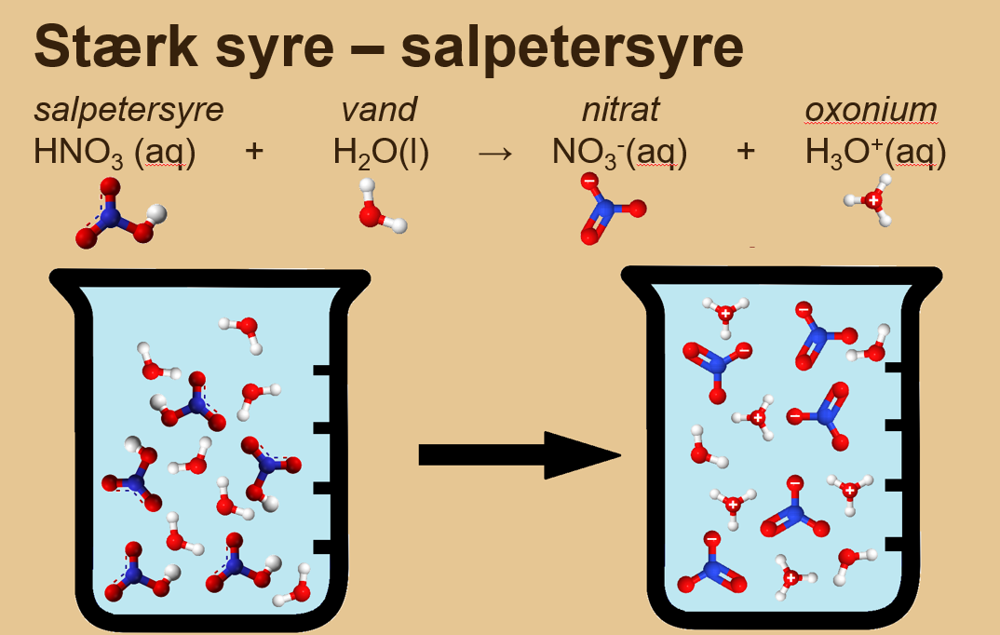 Stærk syre – salpetersyre
salpetersyre vand nitrat oxonium
HNO₃ (aq) + H₂O(l) → NO₃⁻(aq) + H₃O⁺(aq)